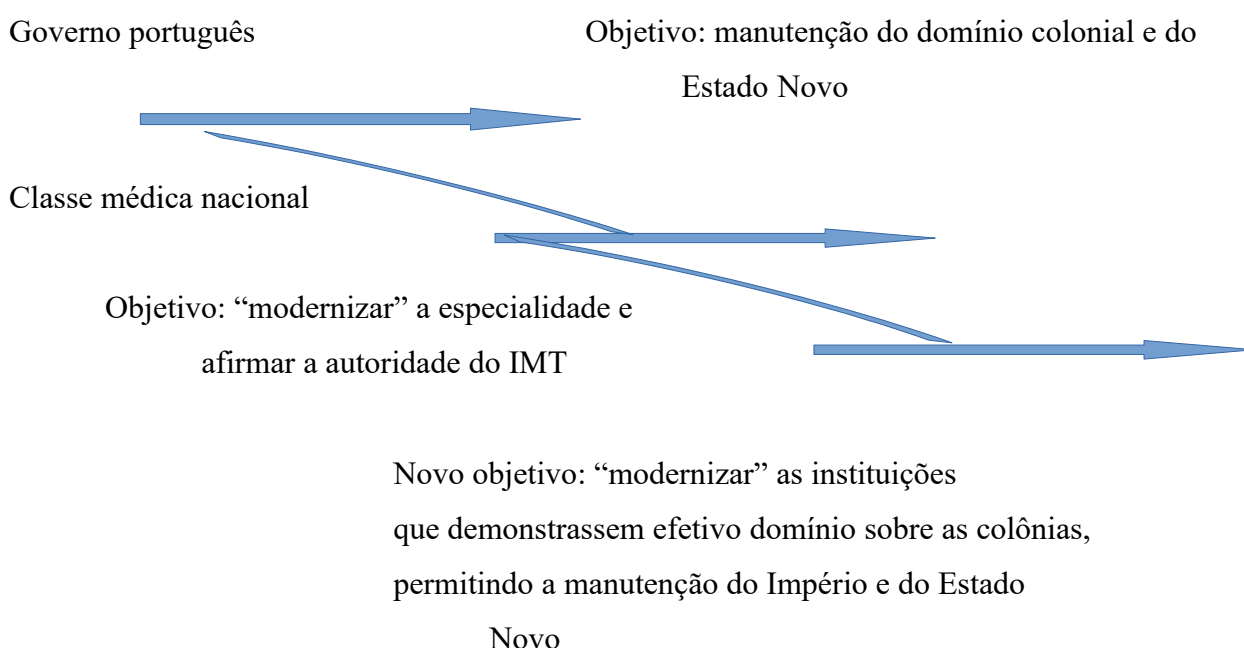 Governo português
Objetivo: manutenção do domínio colonial e do
Estado Novo
Classe médica nacional
Objetivo: “modernizar” a especialidade e
afirmar a autoridade do IMT
Novo objetivo: “modernizar” as instituições
que demonstrassem efetivo domínio sobre as colônias,
permitindo a manutenção do Império e do Estado
Novo